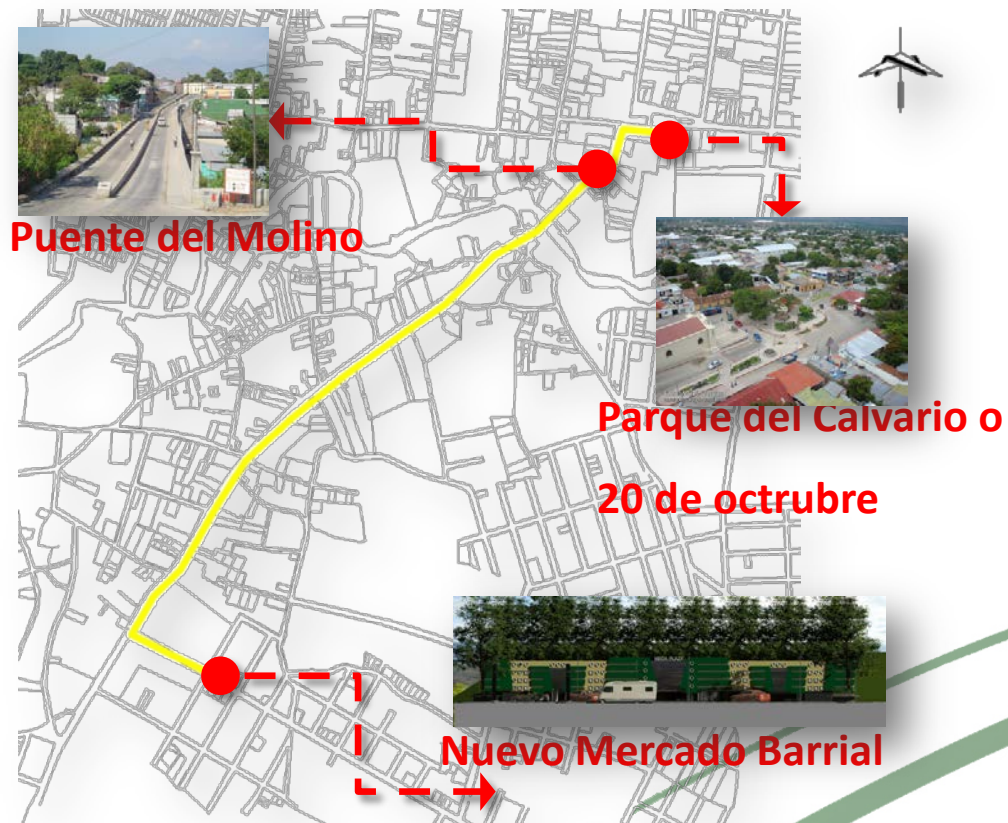 Puente del Molino
Parque del Calvario o
20 de octrubre
Nuevo Mercado Barrial